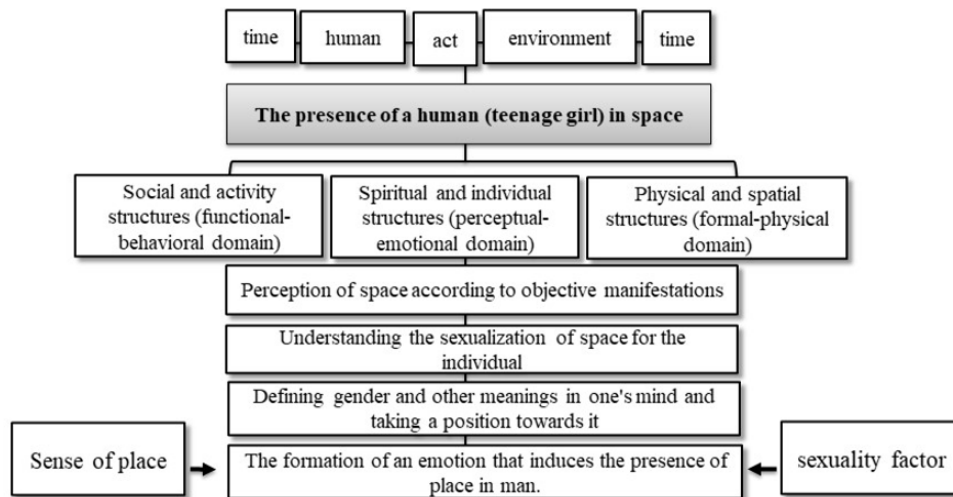 time human act environment time
The presence of a human (teenage girl) in space
Social and activity
structures (functional-
behavioral domain)
Spiritual and individual
structures (perceptual-
emotional domain)
Physical and spatial
structures (formal-physical
domain)
Perception of space according to objective manifestations
Understanding the sexualization of space for the
individual
Defining gender and other meanings in one's mind and
taking a position towards it
Sense of place
The formation of an emotion that induces the presence of
place in man.
sexuality factor